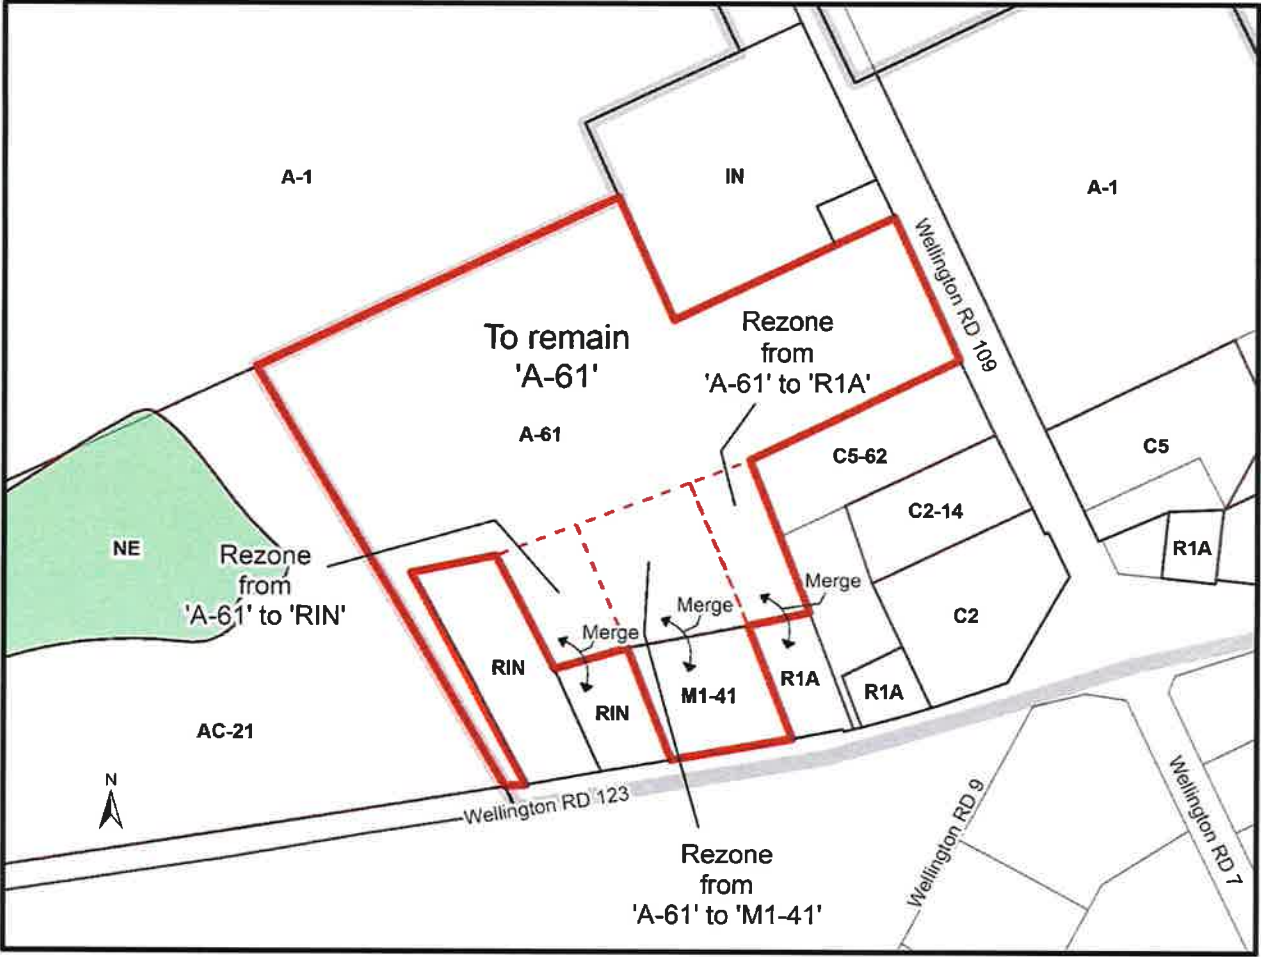 A-1
IN
A-1
Wellington RD 109
To remain
'A-61'
Rezone
from
'A-61' to 'R1A'
A-61
C5-62
C5
C2-14
NE
R1A
Rezone
from
'A-61' to 'RIN'
Merge
Merge
Merge
C2
RIN
R1A
R1A
M1-41
RIN
AC-21
N
Wellington RD 123
Wellington RD 9
Wellington RD 7
Rezone
from
'A-61' to 'M1-41'